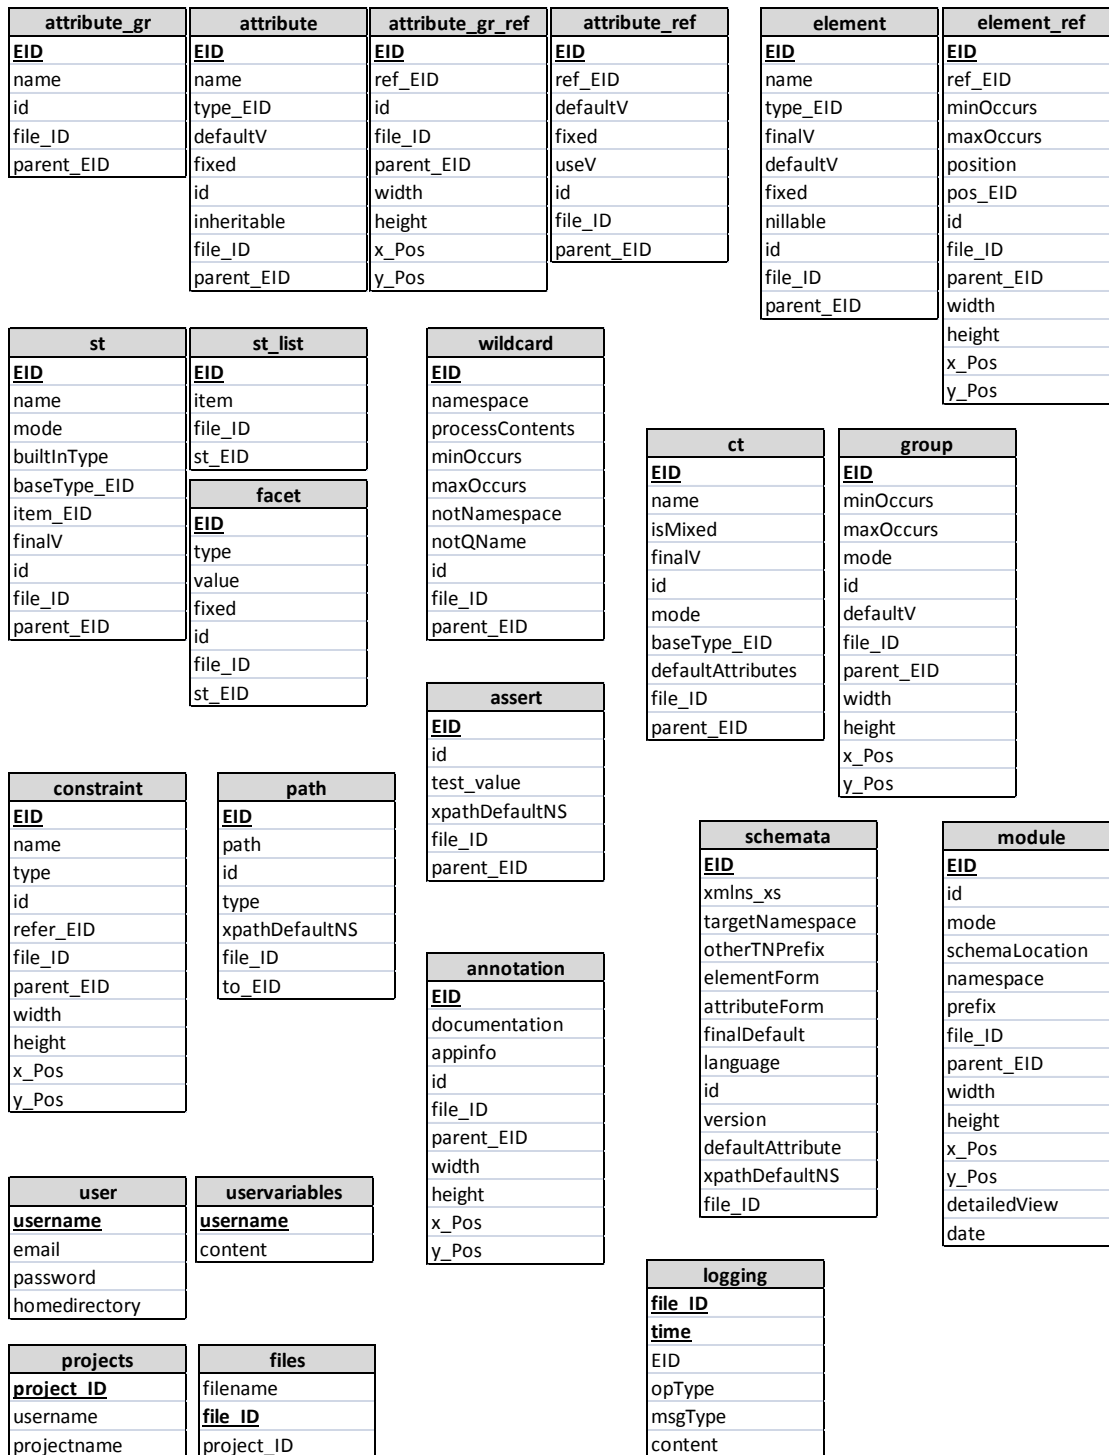 attribute_gr
EID
name
id
file_ID
parent_EID
attribute
EID
name
type_EID
defaultV
fixed
id
inheritable
file_ID
parent_EID
attribute_gr_ref
EID
ref_EID
id
file_ID
parent_EID
width
height
x_Pos
y_Pos
attribute_ref
EID
ref_EID
defaultV
fixed
useV
id
file_ID
parent_EID
element
EID
name
type_EID
finalV
defaultV
fixed
nillable
id
file_ID
parent_EID
element_ref
EID
ref_EID
minOccurs
maxOccurs
position
pos_EID
id
file_ID
parent_EID
width
height
x_Pos
y_Pos
st
EID
name
mode
builtInType
baseType_EID
item_EID
finalV
id
file_ID
parent_EID
st_list
EID
item
file_ID
st_EID
facet
EID
type
value
fixed
id
file_ID
st_EID
wildcard
EID
namespace
processContents
minOccurs
maxOccurs
notNamespace
notQName
id
file_ID
parent_EID
ct
EID
name
isMixed
finalV
id
mode
baseType_EID
defaultAttributes
file_ID
parent_EID
group
EID
minOccurs
maxOccurs
mode
id
defaultV
file_ID
parent_EID
width
height
x_Pos
y_Pos
assert
EID
id
test_value
xpathDefaultNS
file_ID
parent_EID
constraint
EID
name
type
id
refer_EID
file_ID
parent_EID
width
height
x_Pos
y_Pos
path
EID
path
id
type
xpathDefaultNS
file_ID
to_EID
annotation
EID
documentation
appinfo
id
file_ID
parent_EID
width
height
x_Pos
y_Pos
schemata
EID
xmlns_xs
targetNamespace
otherTNPrefix
elementForm
attributeForm
finalDefault
language
id
version
defaultAttribute
xpathDefaultNS
file_ID
module
EID
id
mode
schemaLocation
namespace
prefix
file_ID
parent_EID
width
height
x_Pos
y_Pos
detailedView
date
user
username
email
password
homedirectory
uservariables
username
content
logging
file_ID
time
EID
opType
msgType
content
projects
project_ID
username
projectname
files
filename
file_ID
project_ID